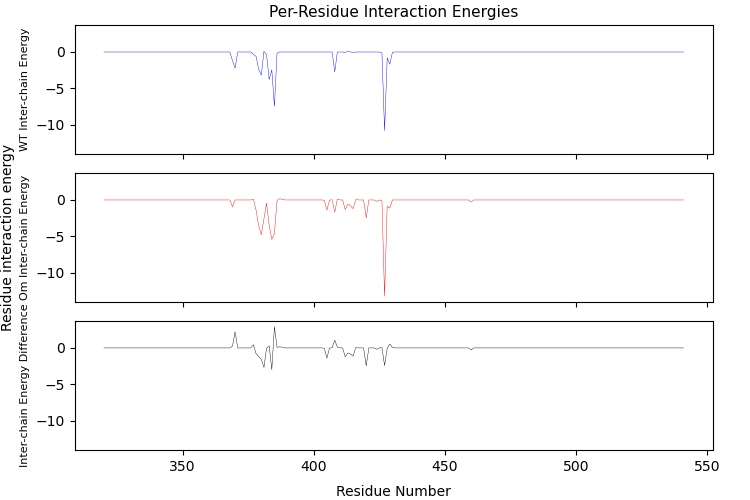 Per-Residue Interaction Energies
Residue interaction energy
WT Inter-chain Energy
0
−5
−10
Om Inter-chain Energy
0
−5
−10
Inter-chain Energy Difference
0
−5
−10
350
400
450
500
550
Residue Number